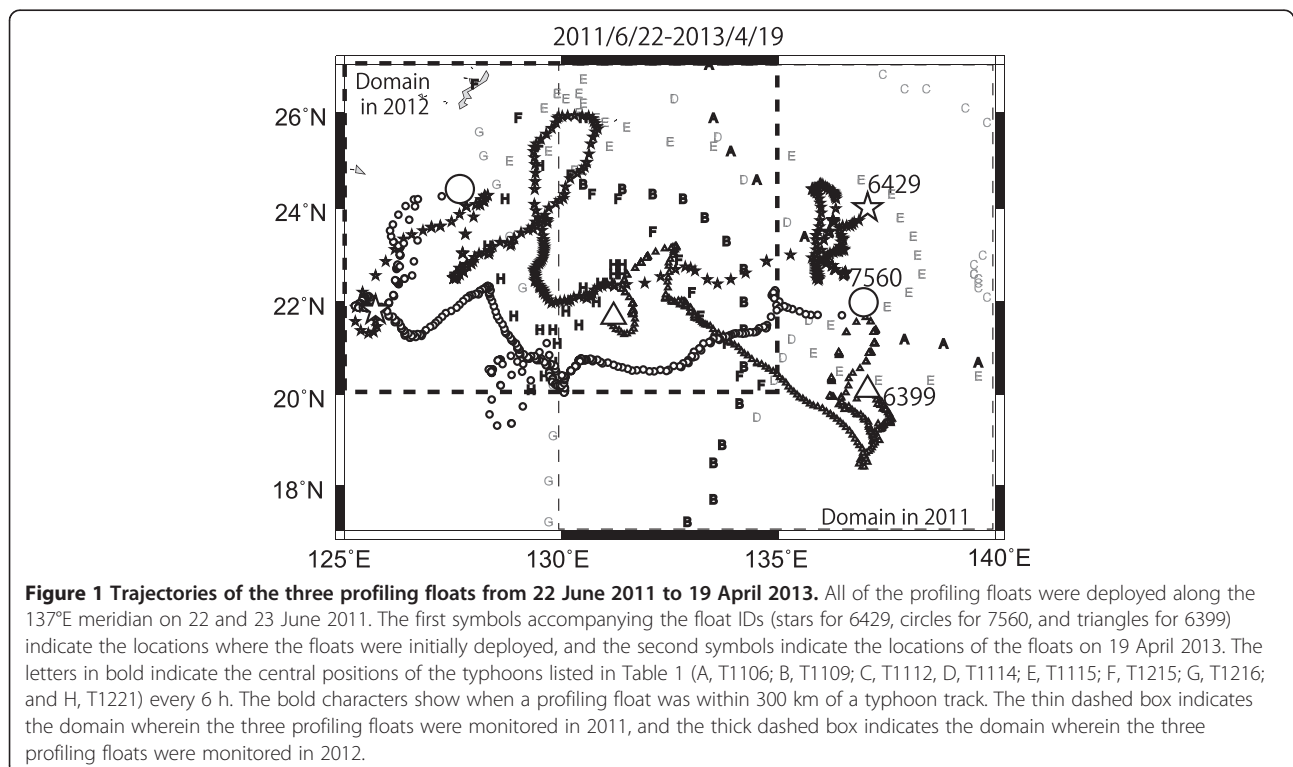 2011/6/22-2013/4/19
Domain
in 2012
26˚N
24˚N
22˚N
20˚N
18˚N
6429
7560
6399
Domain in 2011
125˚E
130˚E
135˚E
140˚E
Figure 1 Trajectories of the three profiling floats from 22 June 2011 to 19 April 2013. All of the profiling floats were deployed along the
137°E meridian on 22 and 23 June 2011. The first symbols accompanying the float IDs (stars for 6429, circles for 7560, and triangles for 6399)
indicate the locations where the floats were initially deployed, and the second symbols indicate the locations of the floats on 19 April 2013. The
letters in bold indicate the central positions of the typhoons listed in Table 1 (A, T1106; B, T1109; C, T1112, D, T1114; E, T1115; F, T1215; G, T1216;
and H, T1221) every 6 h. The bold characters show when a profiling float was within 300 km of a typhoon track. The thin dashed box indicates
the domain wherein the three profiling floats were monitored in 2011, and the thick dashed box indicates the domain wherein the three
profiling floats were monitored in 2012.